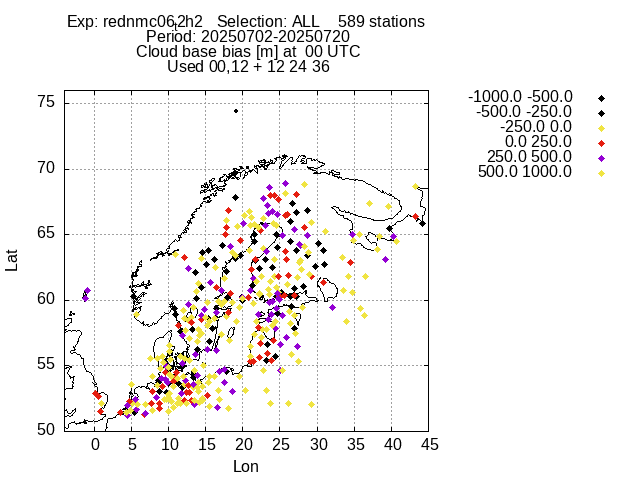 Exp: rednmc06t2h2 Selection: ALL 589 stations
Period: 20250702-20250720
Cloud base bias [m] at 00 UTC
Used 00,12 + 12 24 36
-1000.0 -500.0
-500.0 -250.0
-250.0 0.0
0.0 250.0
250.0 500.0
500.0 1000.0
75
70
65
60
55
50
Lat
0 5 10 15 20 25 30 35 40 45
Lon